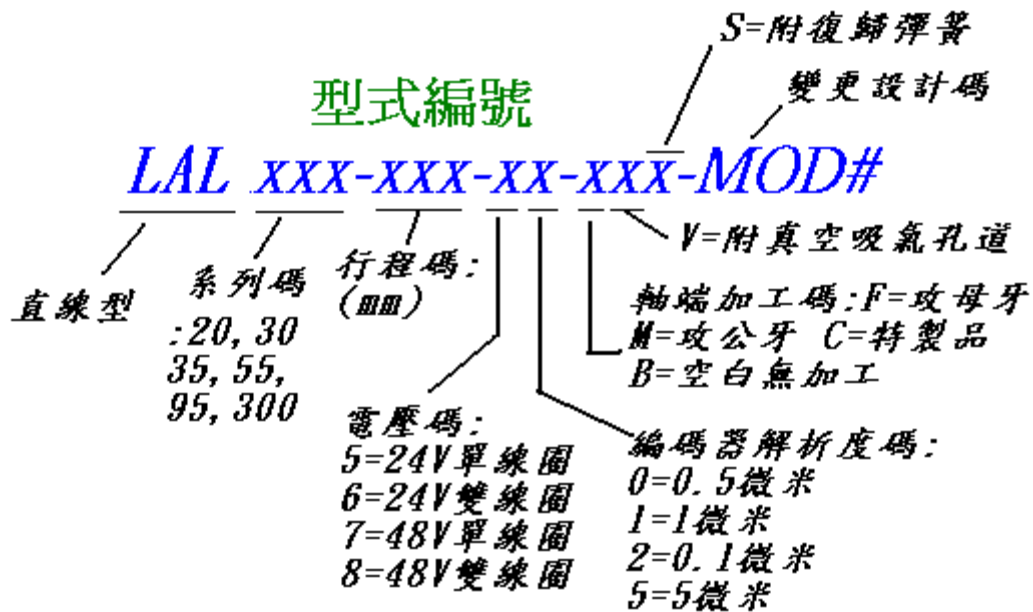 S=附復歸彈簧
型式編號
變更設計碼
LAL xxx-xxx-xx-xxx-MOD#
V=附真空吸氣孔道
直線型
系列碼
:20, 30
35, 55,
95, 300
行程碼:
(mm)
軸端加工碼:F=攻母牙
M=攻公牙 C=特製品
B=空白無加工
電壓碼:
5=24V單線圈
6=24V雙線圈
7=48V單線圈
8=48V雙線圈
編碼器解析度碼:
0=0.5微米
1=1微米
2=0.1微米
5=5微米